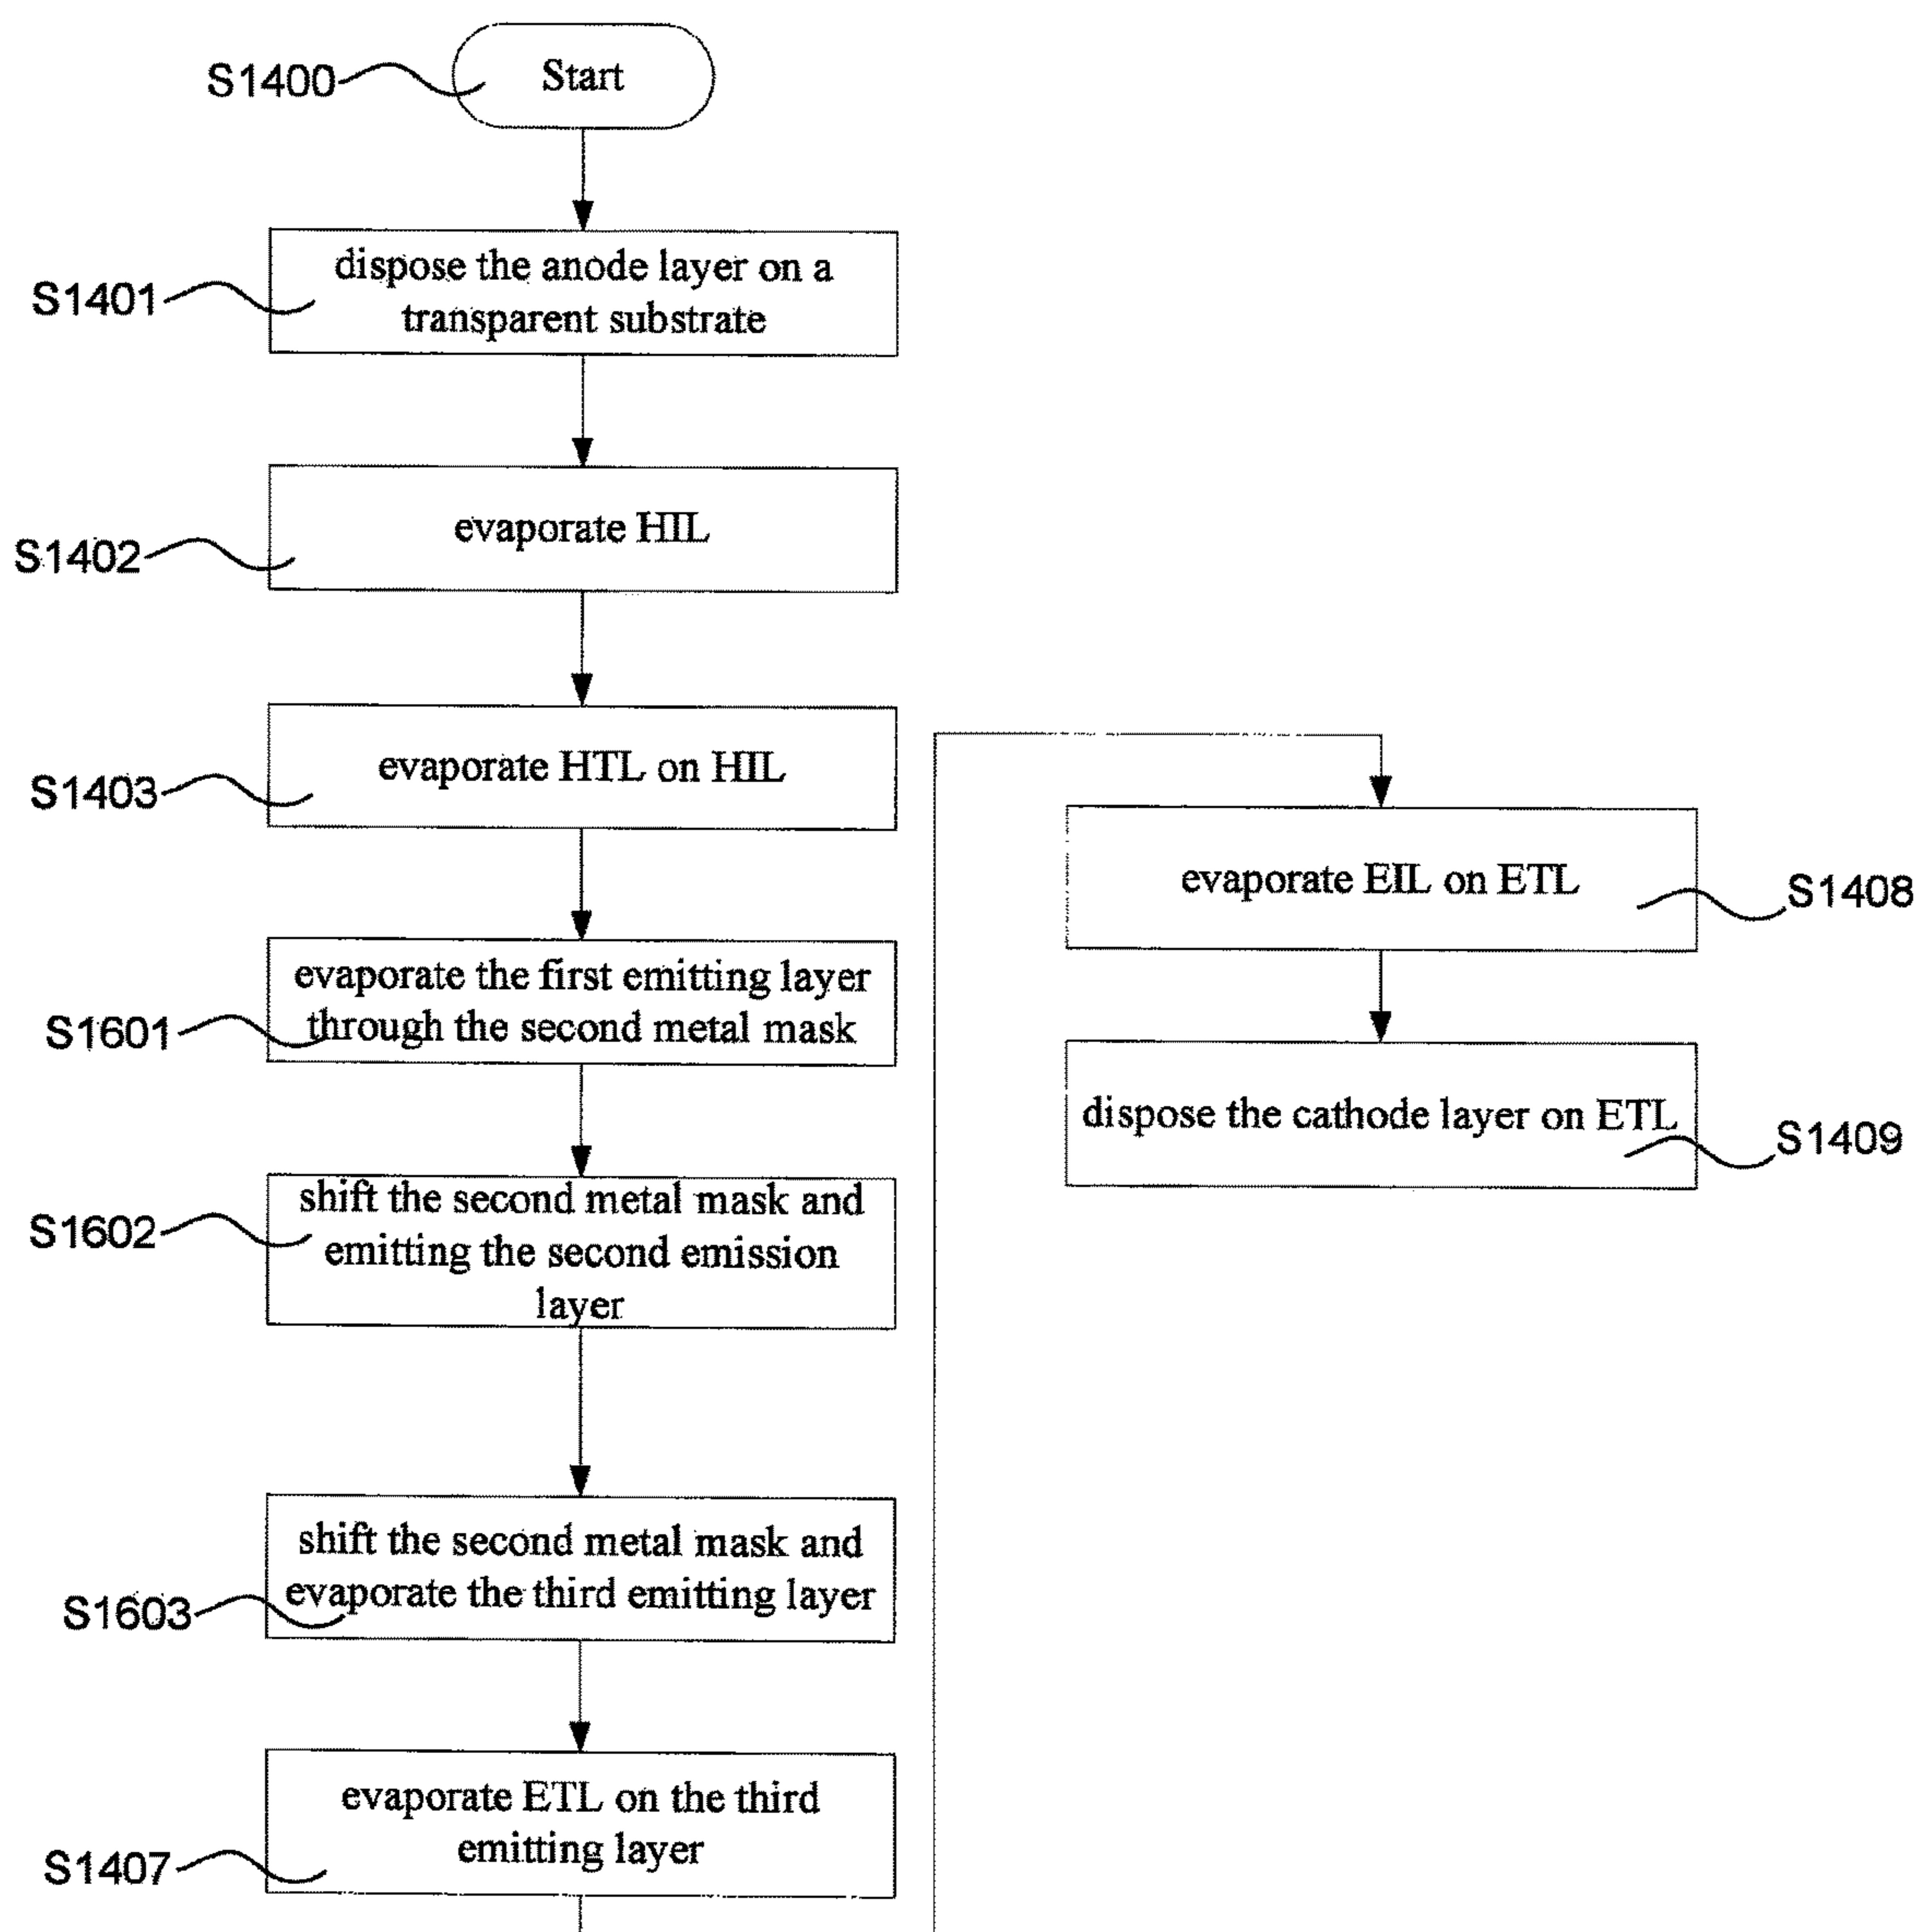 S1400
Start
S1401
dispose the anode layer on a
transparent substrate
S1402
evaporate HIL
S1403
evaporate HTL on HIL
S1601
evaporate the first emitting layer
through the second metal mask
S1602
shift the second metal mask and
emitting the second emission
layer
S1603
shift the second metal mask and
evaporate the third emitting layer
S1407
evaporate ETL on the third
emitting layer
evaporate EIL on ETL
S1408
dispose the cathode layer on ETL
S1409